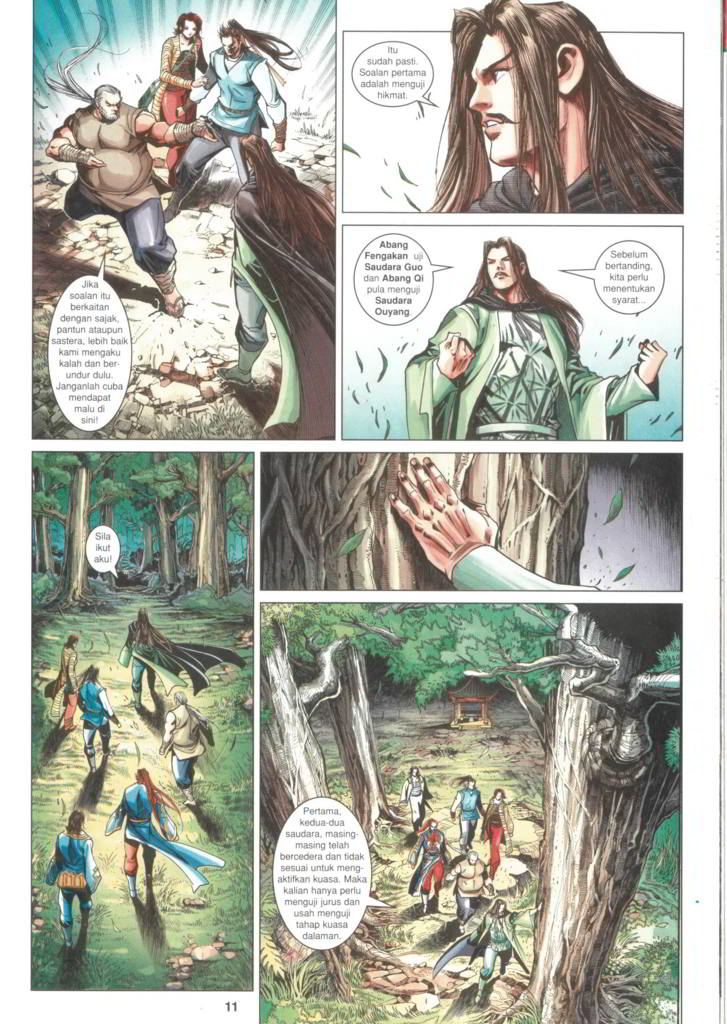 Jika
soalan itu
berkaitan
dengan sajak,
pantun ataupun
sastera, lebih baik
kami mengaku
kalah dan ber-
undur dulu.
Janganlah cuba
mendapat
malu di
sini!
Itu
sudah pasti.
Soalan pertama
adalah menguji
hikmat.
Abang
Fengakan uji
Saudara Guo
dan Abang Qi
pula menguji
Saudara
Ouyang.
Sebelum
bertanding,
kita perlu
menentukan
syarat...
Sila
ikut
aku!
Pertama,
kedua-dua
saudara, masing-
masing telah
bercedera dan tidak
sesuai untuk meng-
aktifkan kuasa. Maka
kalian hanya perlu
menguji jurus dan
usah menguji
tahap kuasa
dalaman.
11